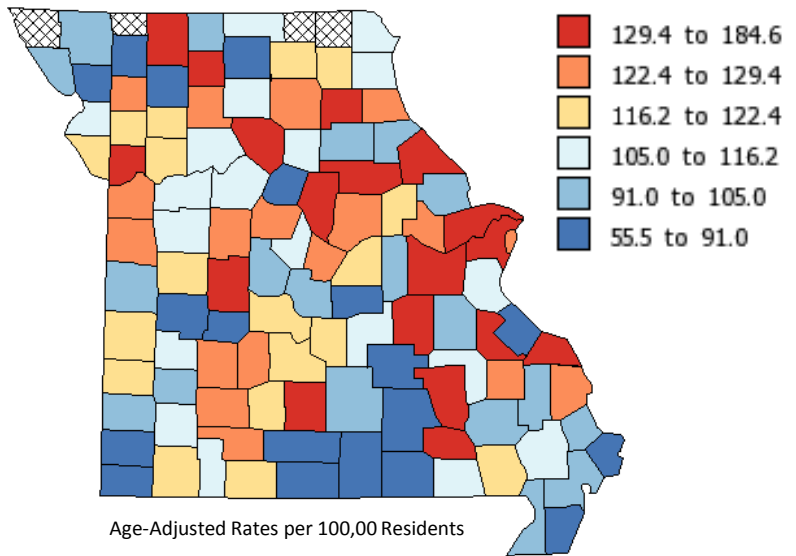 129.4 to 184.6
122.4 to 129.4
116.2 to 122.4
105.0 to 116.2
91.0 to 105.0
55.5 to 91.0
Age-Adjusted Rates per 100,00 Residents